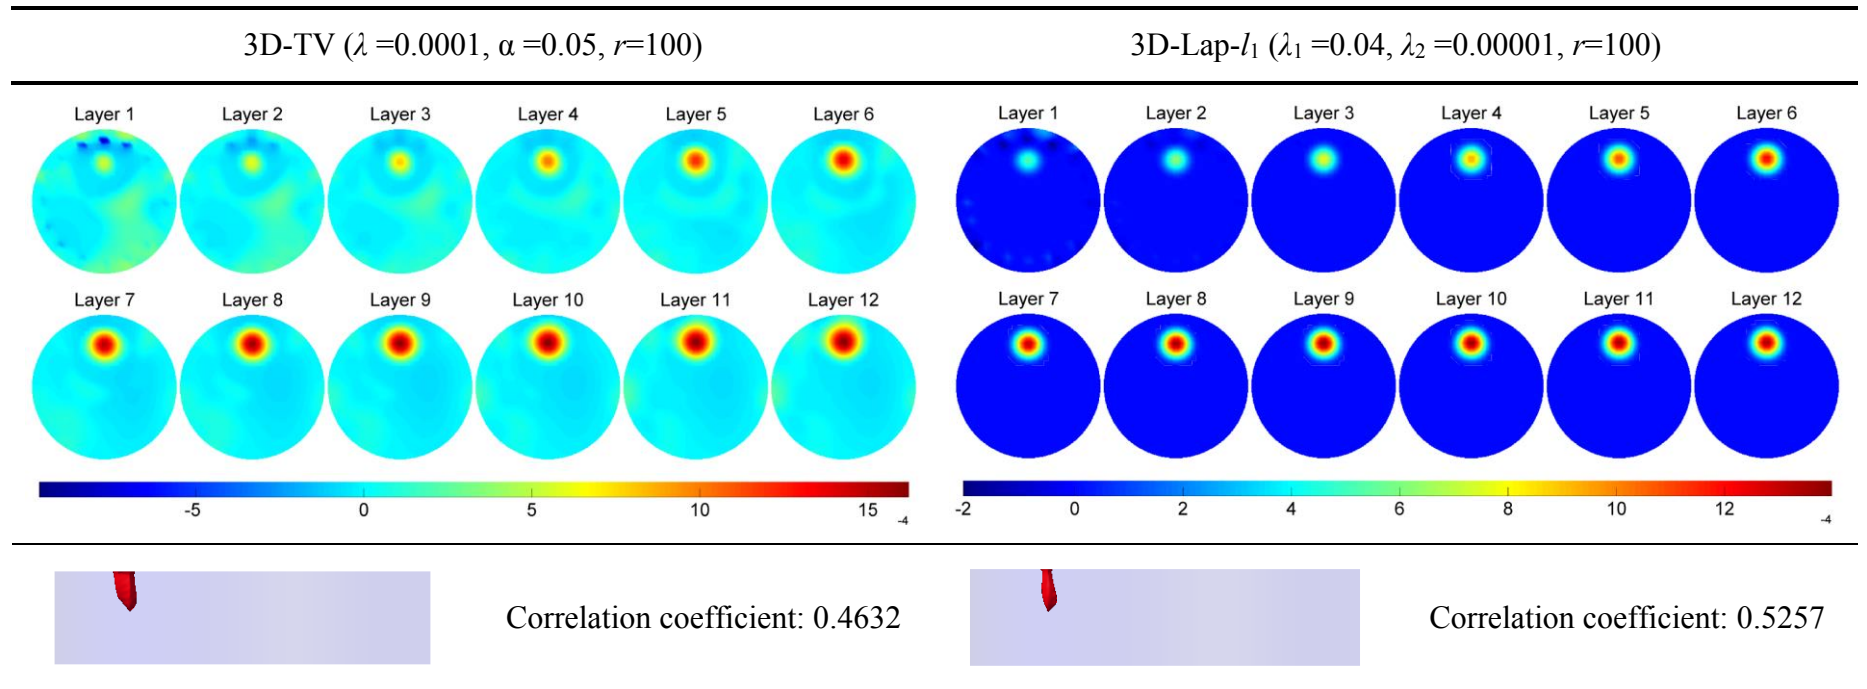 3D-TV (λ =0.0001, α =0.05, r=100)
3D-Lap-l₁ (λ₁ =0.04, λ₂ =0.00001, r=100)
Layer 1 Layer 2 Layer 3 Layer 4 Layer 5 Layer 6
Layer 7 Layer 8 Layer 9 Layer 10 Layer 11 Layer 12
-5 0 5 10 15 -4
Layer 1 Layer 2 Layer 3 Layer 4 Layer 5 Layer 6
Layer 7 Layer 8 Layer 9 Layer 10 Layer 11 Layer 12
-2 0 2 4 6 8 10 12 -4
Correlation coefficient: 0.4632
Correlation coefficient: 0.5257